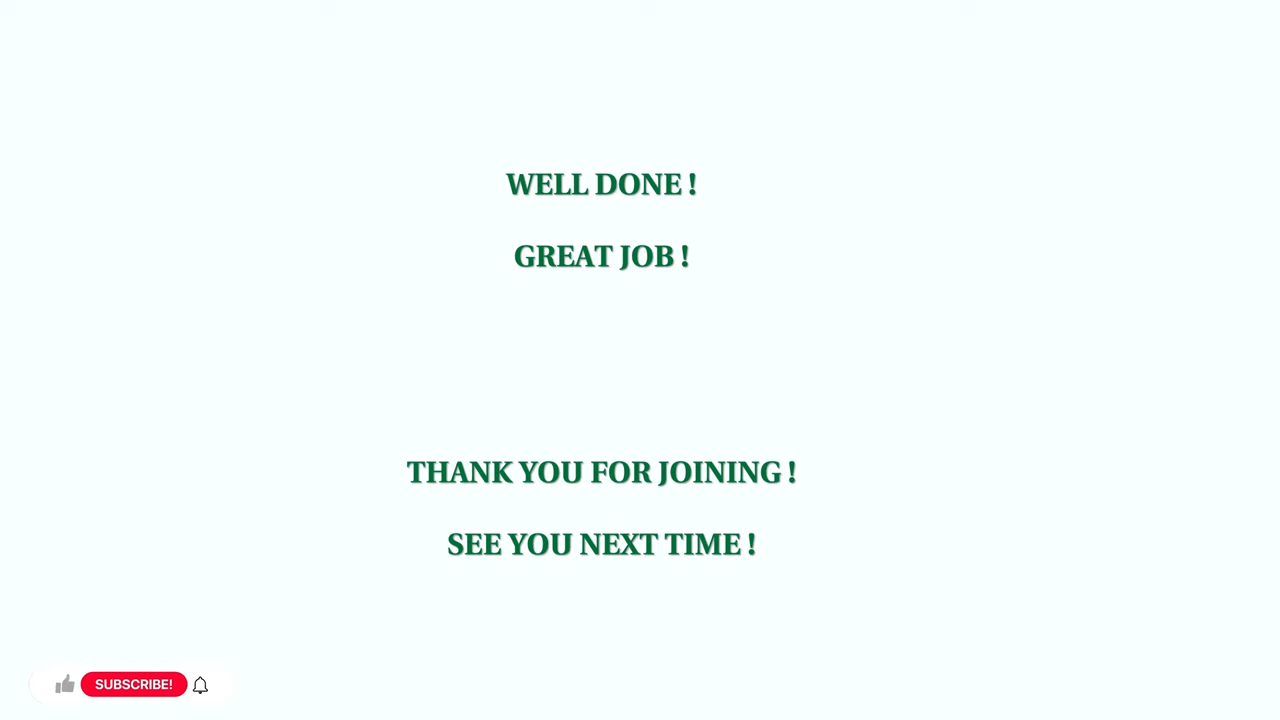 WELL DONE !
GREAT JOB !
THANK YOU FOR JOINING !
SEE YOU NEXT TIME !
SUBSCRIBE!